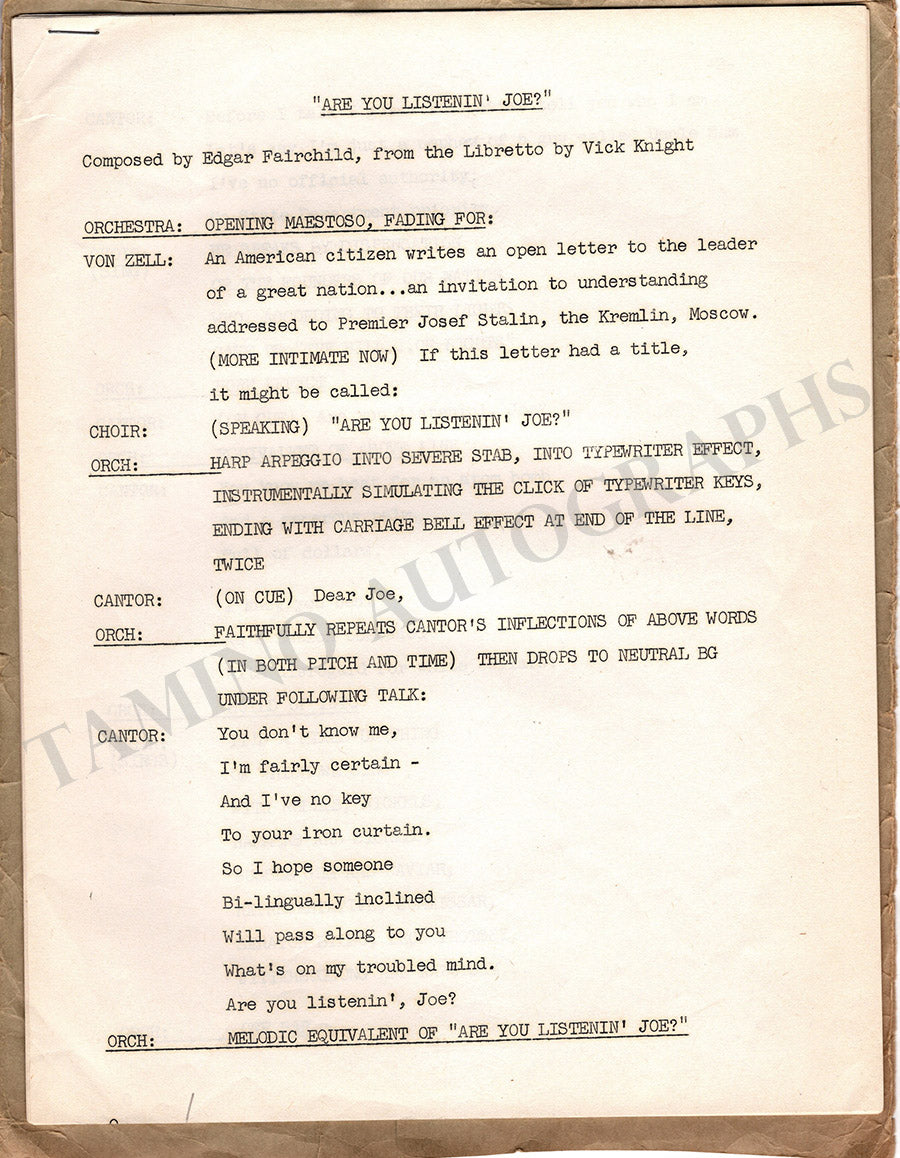 "ARE YOU LISTENIN' JOE?"
Composed by Edgar Fairchild, from the Libretto by Vick Knight
ORCHESTRA: OPENING MAESTOSO, FADING FOR:
VON ZELL: An American citizen writes an open letter to the leader
of a great nation...an invitation to understanding
addressed to Premier Josef Stalin, the Kremlin, Moscow.
(MORE INTIMATE NOW) If this letter had a title,
it might be called:
CHOIR: (SPEAKING) "ARE YOU LISTENIN' JOE?"
ORCH: HARP ARPEGGIO INTO SEVERE STAB, INTO TYPEWRITER EFFECT,
INSTRUMENTALLY SIMULATING THE CLICK OF TYPEWRITER KEYS,
ENDING WITH CARRIAGE BELL EFFECT AT END OF THE LINE,
TWICE
CANTOR: (ON CUE) Dear Joe,
ORCH: FAITHFULLY REPEATS CANTOR'S INFLECTIONS OF ABOVE WORDS
(IN BOTH PITCH AND TIME) THEN DROPS TO NEUTRAL BG
UNDER FOLLOWING TALK:
CANTOR: You don't know me,
I'm fairly certain -
And I've no key
To your iron curtain.
So I hope someone
Bi-lingually inclined
Will pass along to you
What's on my troubled mind.
Are you listenin', Joe?
ORCH: MELODIC EQUIVALENT OF "ARE YOU LISTENIN' JOE?"
TAMINO AUTOGRAPHS